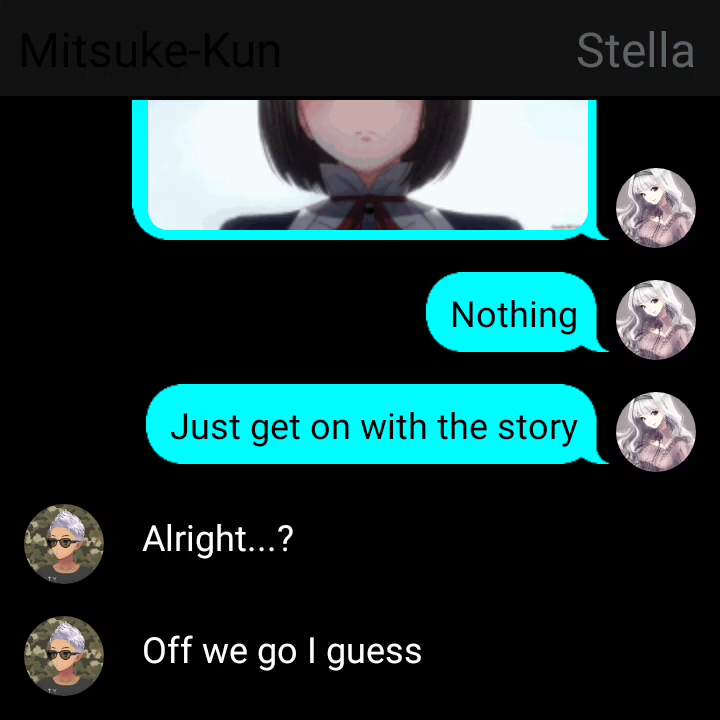 Mitsuke-Kun
Stella
Nothing
Just get on with the story
Alright...?
Off we go I guess